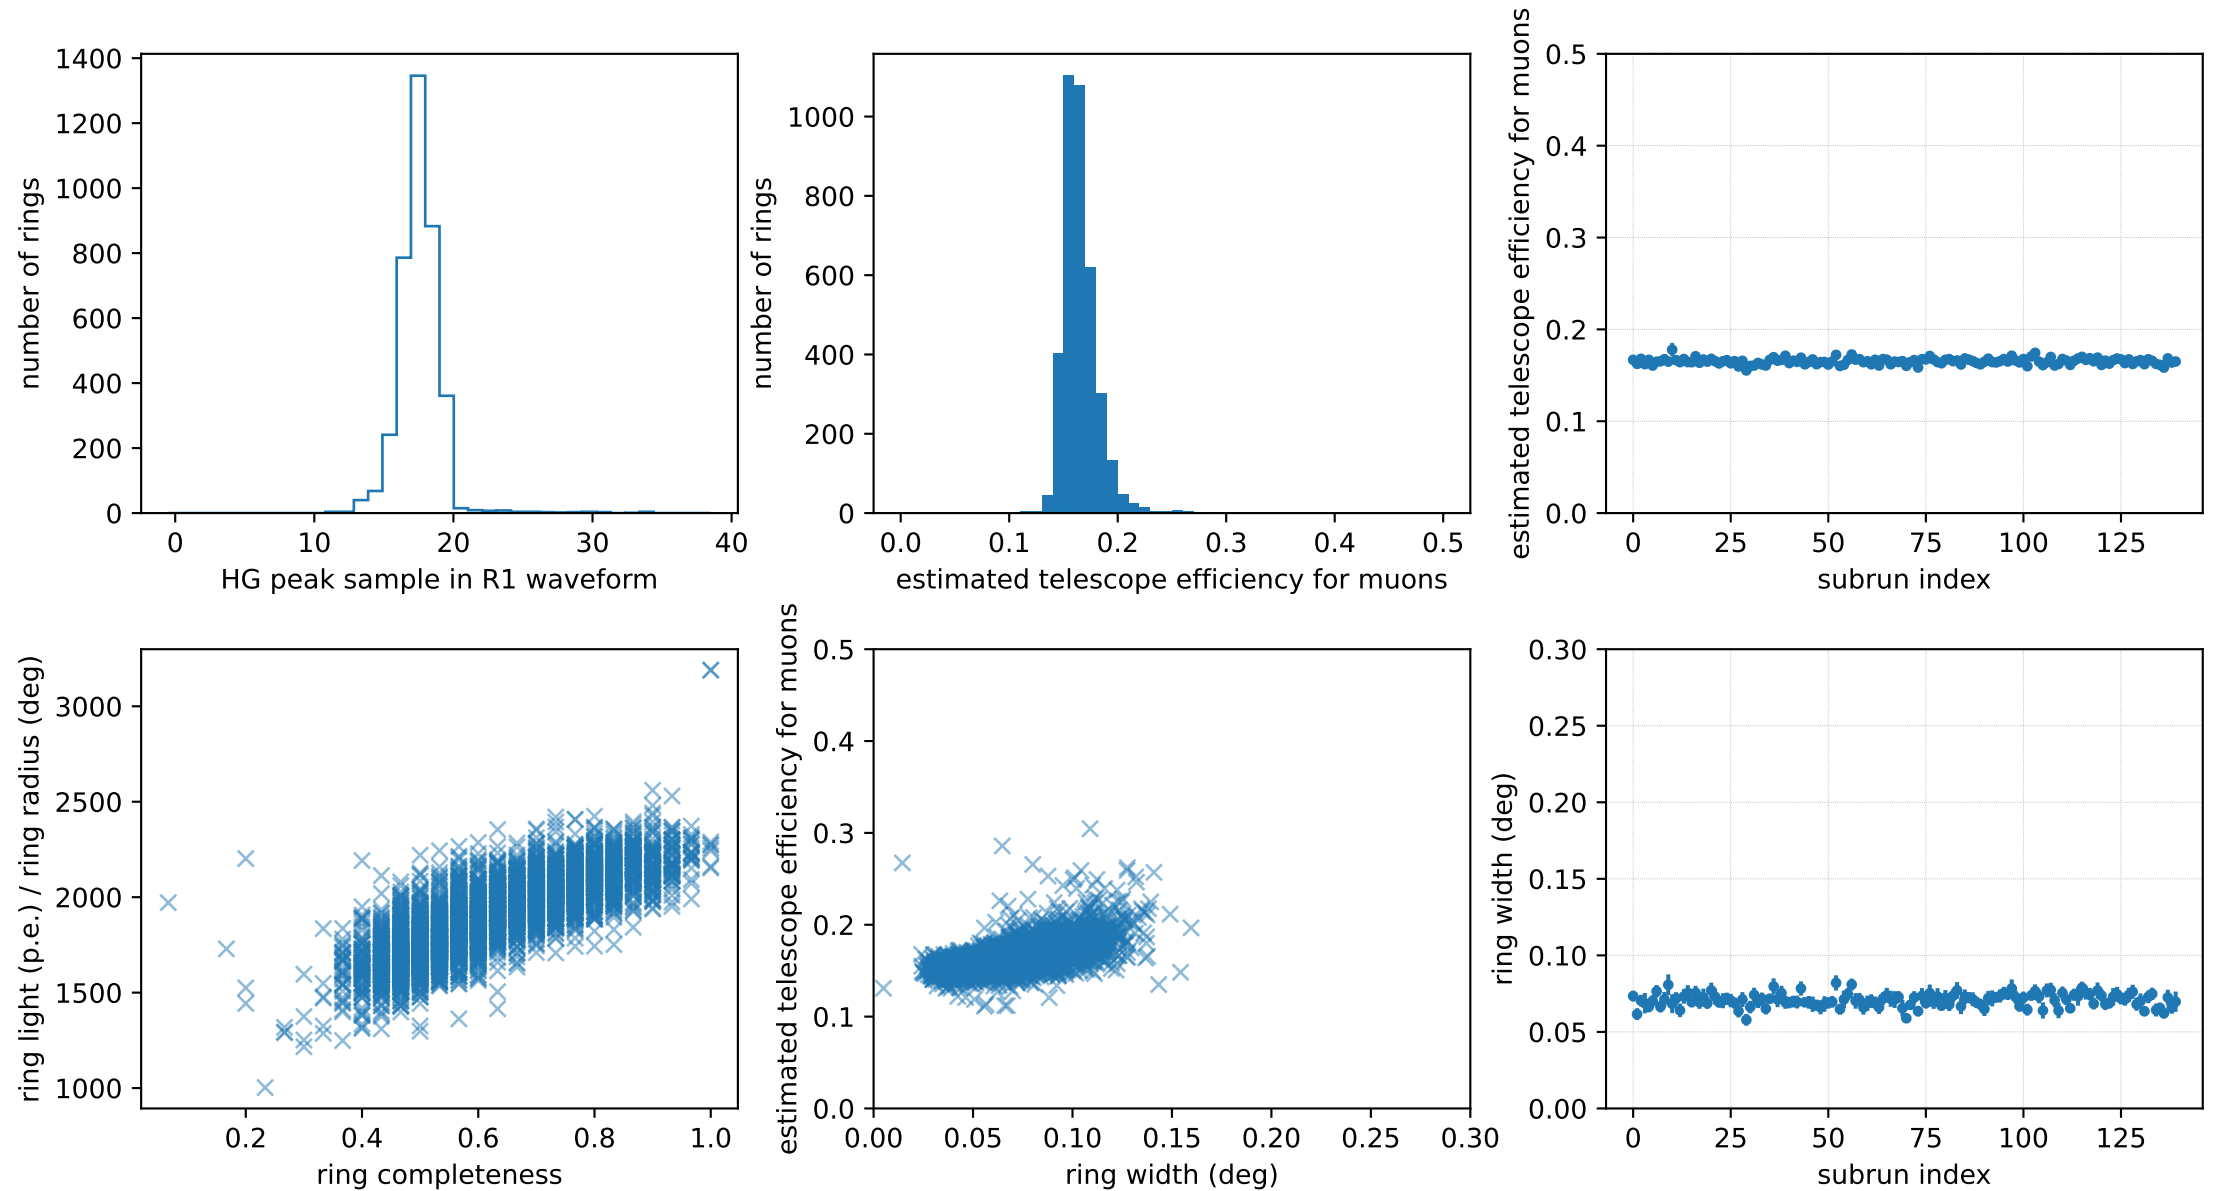 1400
1200
1000
800
600
400
200
0
number of rings
0 10 20 30 40
HG peak sample in R1 waveform
1000
800
600
400
200
0
number of rings
0.0 0.1 0.2 0.3 0.4 0.5
estimated telescope efficiency for muons
0.5
0.4
0.3
0.2
0.1
0.0
estimated telescope efficiency for muons
0 25 50 75 100 125
subrun index
3000
2500
2000
1500
1000
ring light (p.e.) / ring radius (deg)
0.2 0.4 0.6 0.8 1.0
ring completeness
0.5
0.4
0.3
0.2
0.1
0.0
estimated telescope efficiency for muons
0.00 0.05 0.10 0.15 0.20 0.25 0.30
ring width (deg)
0.30
0.25
0.20
0.15
0.10
0.05
0.00
ring width (deg)
0 25 50 75 100 125
subrun index